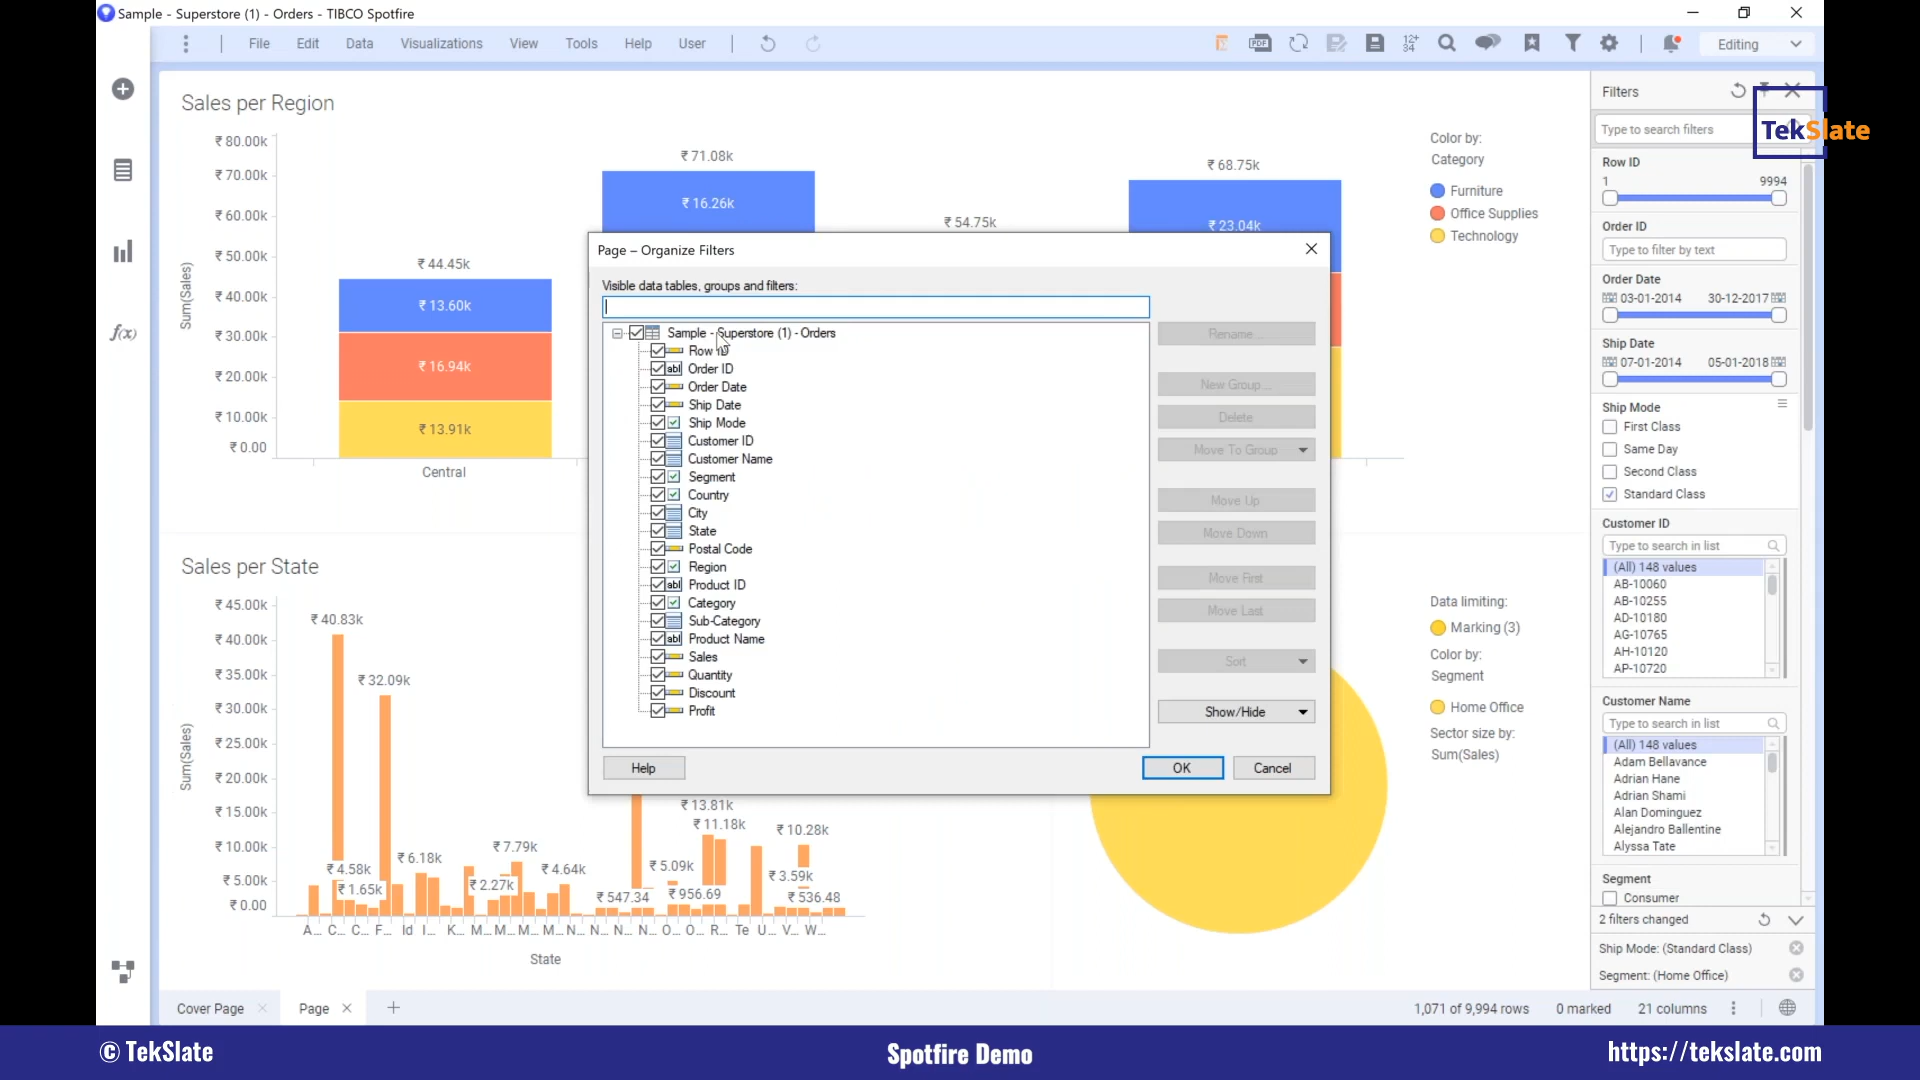 Sample - Superstore (1) - Orders - TIBCO Spotfire
File Edit Data Visualizations View Tools Help User
Editing
Sales per Region
₹ 80.00k
₹ 70.00k
₹ 60.00k
₹ 50.00k
₹ 40.00k
₹ 30.00k
₹ 20.00k
₹ 10.00k
₹ 0.00
Sum(Sales)
₹ 44.45k
₹ 13.60k
₹ 16.94k
₹ 13.91k
Central
₹ 71.08k
₹ 16.26k
₹ 54.75k
₹ 68.75k
₹ 23.04k
Color by:
Category
Furniture
Office Supplies
Technology
Page – Organize Filters
Visible data tables, groups and filters:
Sample - Superstore (1) - Orders
Row ID
Order ID
Order Date
Ship Date
Ship Mode
Customer ID
Customer Name
Segment
Country
City
State
Postal Code
Region
Product ID
Category
Sub-Category
Product Name
Sales
Quantity
Discount
Profit
Rename...
New Group...
Delete
Move To Group
Move Up
Move Down
Move First
Move Last
Sort
Show/Hide
Help
OK
Cancel
Sales per State
₹ 45.00k
₹ 40.00k
₹ 35.00k
₹ 30.00k
₹ 25.00k
₹ 20.00k
₹ 15.00k
₹ 10.00k
₹ 5.00k
₹ 0.00
Sum(Sales)
₹ 40.83k
₹ 32.09k
₹ 4.58k
₹ 1.65k
₹ 6.18k
₹ 2.27k
₹ 7.79k
₹ 4.64k
₹ 547.34
₹ 5.09k
₹ 956.69
₹ 13.81k
₹ 11.18k
₹ 3.59k
₹ 10.28k
₹ 536.48
A... C... C... F... Id I... K... M... M... M... M... N... N... N... N... O... O... R... Te U... V... W...
State
Data limiting:
Marking (3)
Color by:
Segment
Home Office
Sector size by:
Sum(Sales)
Filters
Type to search filters
TekSlate
Row ID
1 9994
Order ID
Type to filter by text
Order Date
03-01-2014 30-12-2017
Ship Date
07-01-2014 05-01-2018
Ship Mode
First Class
Same Day
Second Class
Standard Class
Customer ID
Type to search in list
(All) 148 values
AB-10060
AB-10255
AD-10180
AG-10765
AH-10120
AP-10720
Customer Name
Type to search in list
(All) 148 values
Adam Bellavance
Adrian Hane
Adrian Shami
Alan Dominguez
Alejandro Ballentine
Alyssa Tate
Segment
Consumer
2 filters changed
Ship Mode: (Standard Class)
Segment: (Home Office)
Cover Page
Page
1,071 of 9,994 rows 0 marked 21 columns
© TekSlate
Spotfire Demo
https://tekslate.com